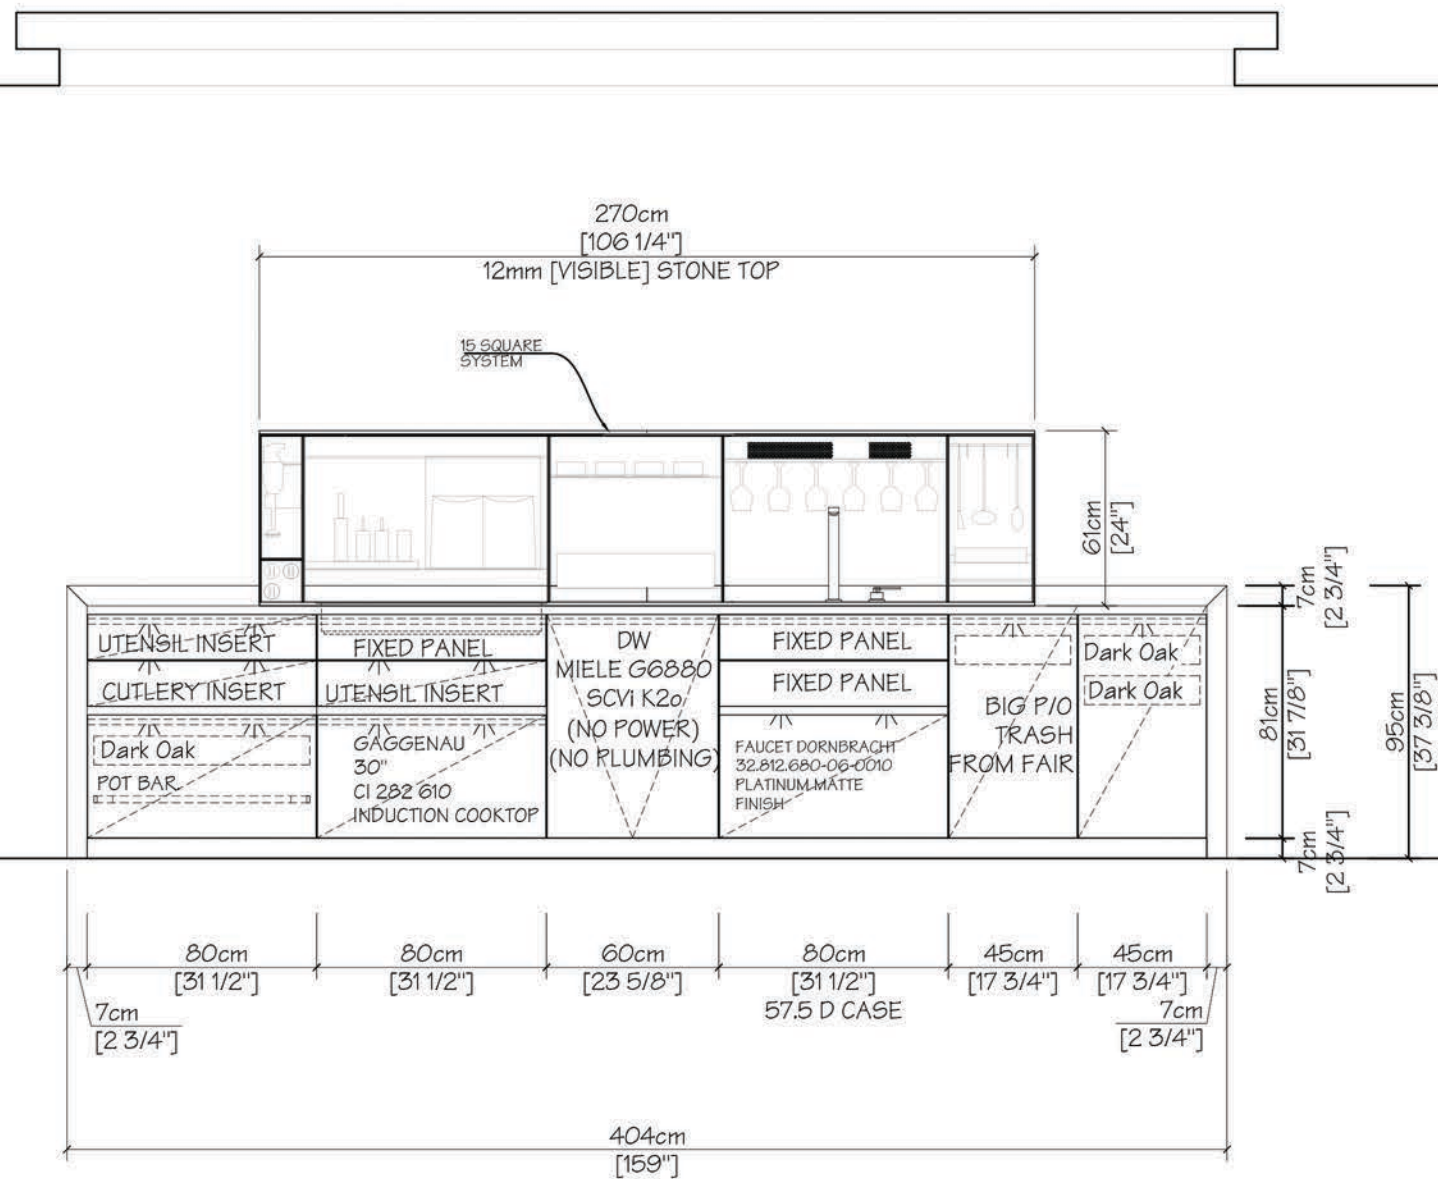 270cm
[106 1/4"]
12mm [VISIBLE] STONE TOP
15 SQUARE
SYSTEM
61cm
[24"]
7cm
[2 3/4"]
81cm
[31 7/8"]
95cm
[37 3/8"]
7cm
[2 3/4"]
UTENSIL INSERT
CUTLERY INSERT
Dark Oak
POT BAR
FIXED PANEL
UTENSIL INSERT
GAGGENAU
30"
CI 282 610
INDUCTION COOKTOP
DW
MIELE G6880
SCVi K2o
(NO POWER)
(NO PLUMBING)
FIXED PANEL
FIXED PANEL
FAUCET DORNBRACHT
32.812.680-06-0010
PLATINUM MATTE
FINISH
BIG P/O
TRASH
FROM FAIR
Dark Oak
Dark Oak
80cm
[31 1/2"]
80cm
[31 1/2"]
60cm
[23 5/8"]
80cm
[31 1/2"]
57.5 D CASE
45cm
[17 3/4"]
45cm
[17 3/4"]
7cm
[2 3/4"]
7cm
[2 3/4"]
404cm
[159"]